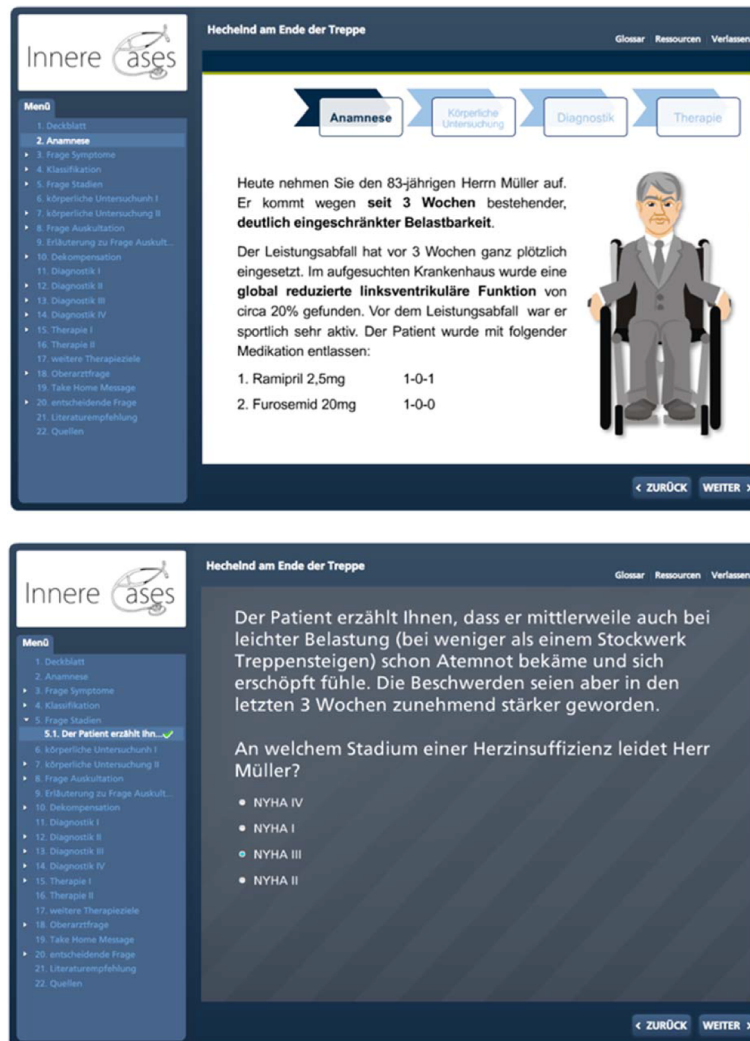 Innere Cases
Hechelnd am Ende der Treppe
Glossar Ressourcen Verlassen
Menü
1. Deckblatt
2. Anamnese
3. Frage Symptome
4. Klassifikation
5. Frage Stadien
6. körperliche Untersuchunh I
7. körperliche Untersuchung II
8. Frage Auskultation
9. Erläuterung zu Frage Auskult...
10. Dekompensation
11. Diagnostik I
12. Diagnostik II
13. Diagnostik III
14. Diagnostik IV
15. Therapie I
16. Therapie II
17. weitere Therapieziele
18. Oberarztfrage
19. Take Home Message
20. entscheidende Frage
21. Literaturempfehlung
22. Quellen
Anamnese
Körperliche
Untersuchung
Diagnostik
Therapie
Heute nehmen Sie den 83-jährigen Herrn Müller auf.
Er kommt wegen seit 3 Wochen bestehender,
deutlich eingeschränkter Belastbarkeit.
Der Leistungsabfall hat vor 3 Wochen ganz plötzlich
eingesetzt. Im aufgesuchten Krankenhaus wurde eine
global reduzierte linksventrikuläre Funktion von
circa 20% gefunden. Vor dem Leistungsabfall war er
sportlich sehr aktiv. Der Patient wurde mit folgender
Medikation entlassen:
1. Ramipril 2,5mg 1-0-1
2. Furosemid 20mg 1-0-0
< ZURÜCK WEITER >
Innere Cases
Hechelnd am Ende der Treppe
Glossar Ressourcen Verlassen
Menü
1. Deckblatt
2. Anamnese
3. Frage Symptome
4. Klassifikation
5. Frage Stadien
5.1. Der Patient erzählt Ihn...
6. körperliche Untersuchunh I
7. körperliche Untersuchung II
8. Frage Auskultation
9. Erläuterung zu Frage Auskult...
10. Dekompensation
11. Diagnostik I
12. Diagnostik II
13. Diagnostik III
14. Diagnostik IV
15. Therapie I
16. Therapie II
17. weitere Therapieziele
18. Oberarztfrage
19. Take Home Message
20. entscheidende Frage
21. Literaturempfehlung
22. Quellen
Der Patient erzählt Ihnen, dass er mittlerweile auch bei
leichter Belastung (bei weniger als einem Stockwerk
Treppensteigen) schon Atemnot bekäme und sich
erschöpft fühle. Die Beschwerden seien aber in den
letzten 3 Wochen zunehmend stärker geworden.
An welchem Stadium einer Herzinsuffizienz leidet Herr
Müller?
NYHA IV
NYHA I
NYHA III
NYHA II
< ZURÜCK WEITER >